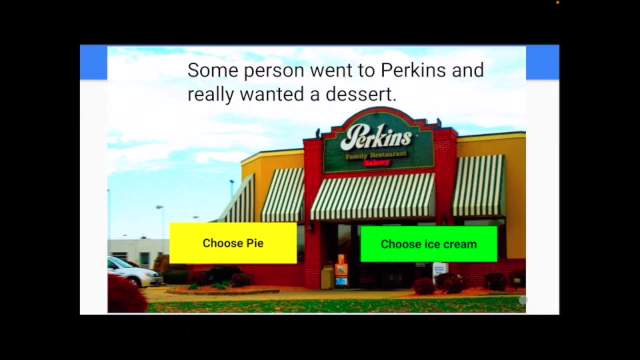 Some person went to Perkins and
really wanted a dessert.
Perkins
Family Restaurant
Bakery
Choose Pie
Choose ice cream